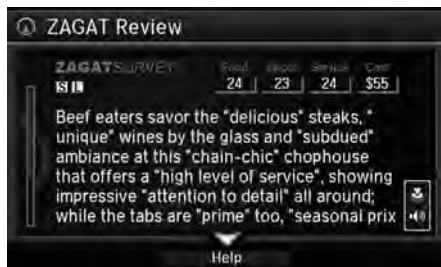 ZAGAT Review
ZAGATSURVEY
Food Decor Service Cost
S L
24 23 24 $55
Beef eaters savor the "delicious" steaks, "
unique" wines by the glass and "subdued"
ambiance at this "chain-chic" chophouse
that offers a "high level of service", showing
impressive "attention to detail" all around;
while the tabs are "prime" too, "seasonal prix
Help